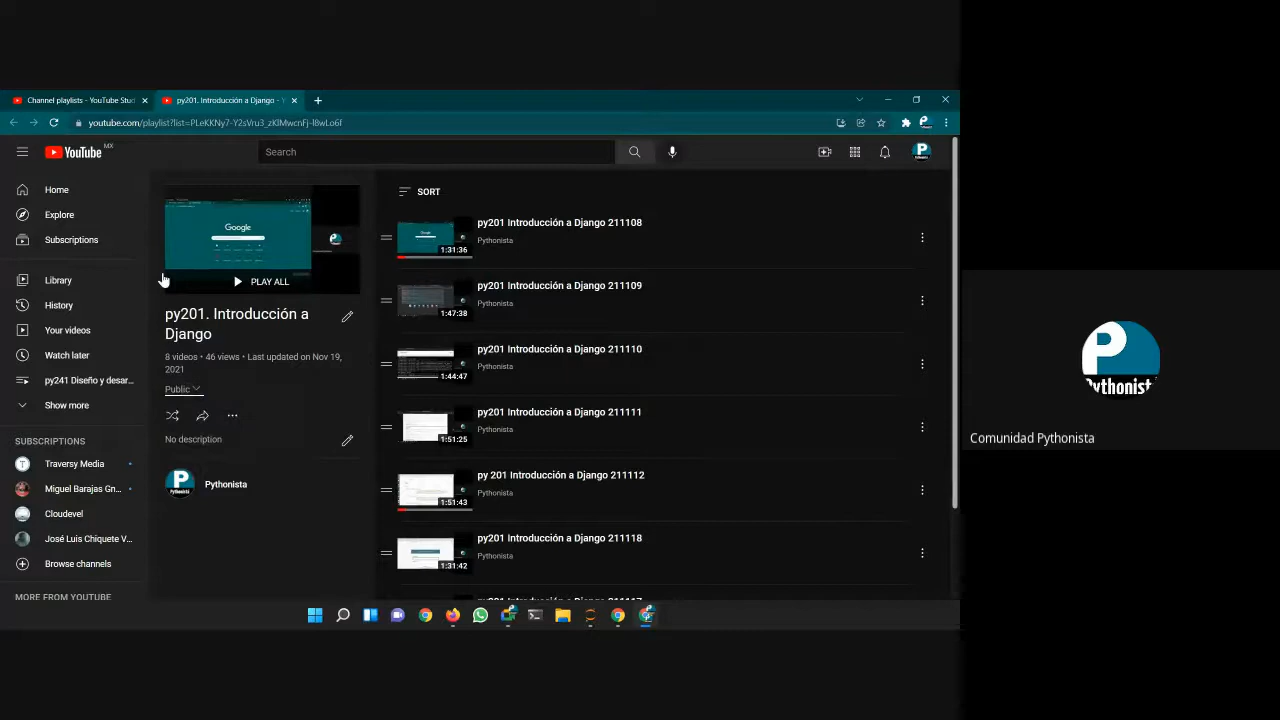 Channel playlists - YouTube Stud
py201. Introducción a Django - Y
youtube.com/playlist?list=PLeKKNy7-Y2sVru3_zKlMwcnFj-I8wLo6f
YouTube MX
Search
Home
Explore
Subscriptions
Library
History
Your videos
Watch later
py241 Diseño y desar...
Show more
SUBSCRIPTIONS
Traversy Media
Miguel Barajas Gn...
Cloudevel
José Luis Chiquete V...
Browse channels
MORE FROM YOUTUBE
Google
PLAY ALL
py201. Introducción a
Django
8 videos • 46 views • Last updated on Nov 19,
2021
Public
No description
Pythonista
SORT
py201 Introducción a Django 211108
Pythonista
1:31:36
py201 Introducción a Django 211109
Pythonista
1:47:38
py201 Introducción a Django 211110
Pythonista
1:44:47
py201 Introducción a Django 211111
Pythonista
1:51:25
py 201 Introducción a Django 211112
Pythonista
1:51:43
py201 Introducción a Django 211118
Pythonista
1:31:42
Pythonist
Comunidad Pythonista